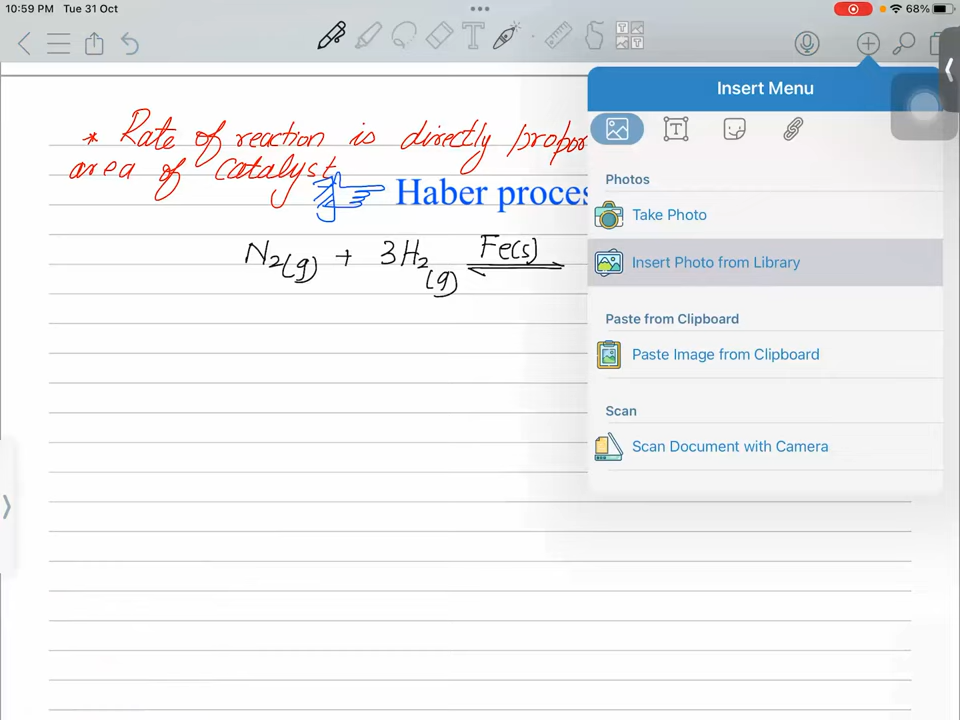 10:59 PM Tue 31 Oct
68%
Insert Menu
* Rate of reaction is directly propor
area of catalyst
Haber proces
N2(g) + 3H2(g) Fe(s)
Photos
Take Photo
Insert Photo from Library
Paste from Clipboard
Paste Image from Clipboard
Scan
Scan Document with Camera